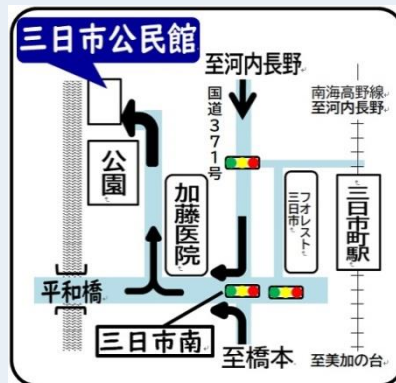 三日市公民館
至河内長野
国道371号
南海高野線
至河内長野
公園
加藤医院
フォレスト
三日市
三日市町駅
平和橋
三日市南
至橋本
至美加の台